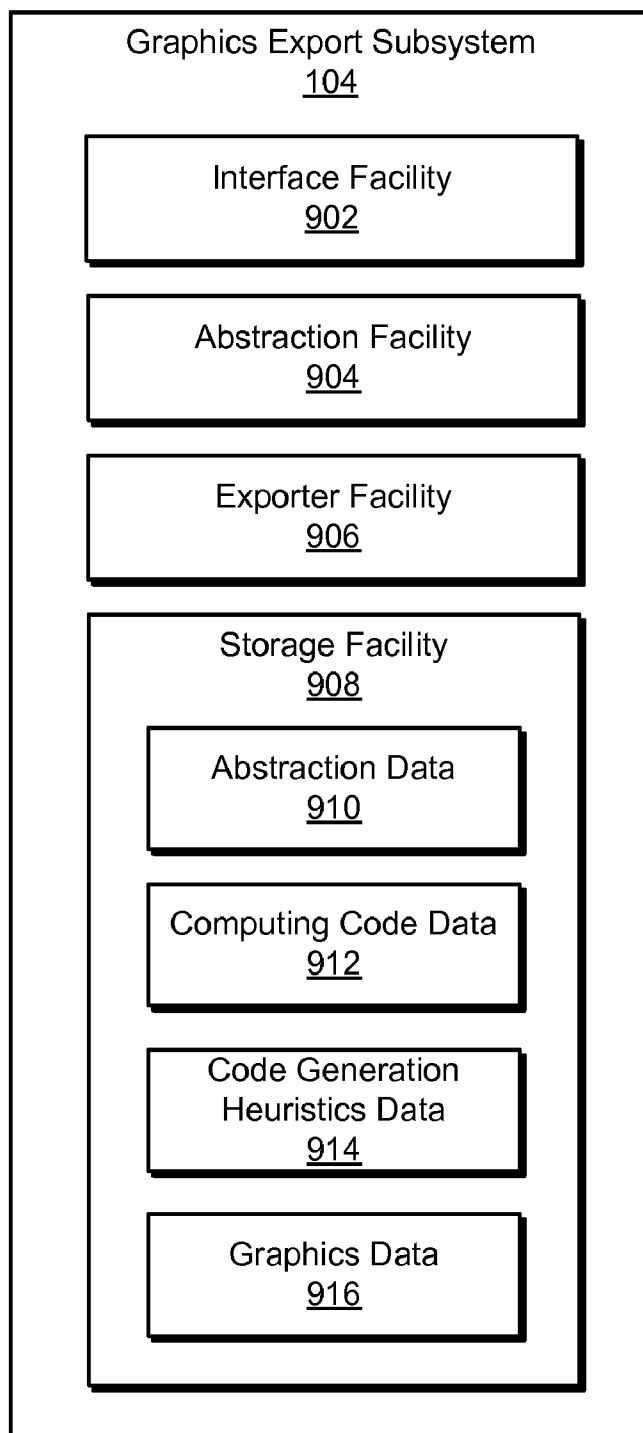 Graphics Export Subsystem
104
Interface Facility
902
Abstraction Facility
904
Exporter Facility
906
Storage Facility
908
Abstraction Data
910
Computing Code Data
912
Code Generation
Heuristics Data
914
Graphics Data
916